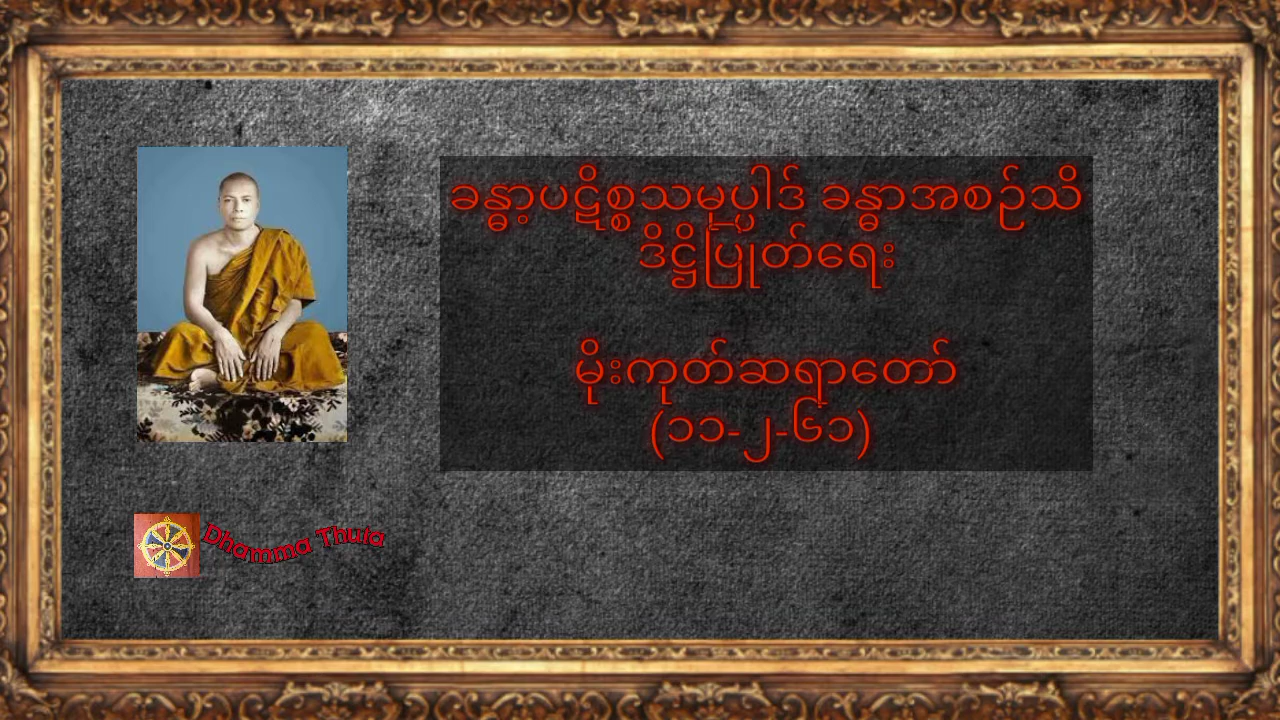 ခန္ဓာ့ပဋိစ္စသမုပ္ပါဒ် ခန္ဓာအစဉ်သိ
ဒိဋ္ဌိပြုတ်ရေး
မိုးကုတ်ဆရာတော်
(၁၁-၂-၆၁)
Dhamma Thuta